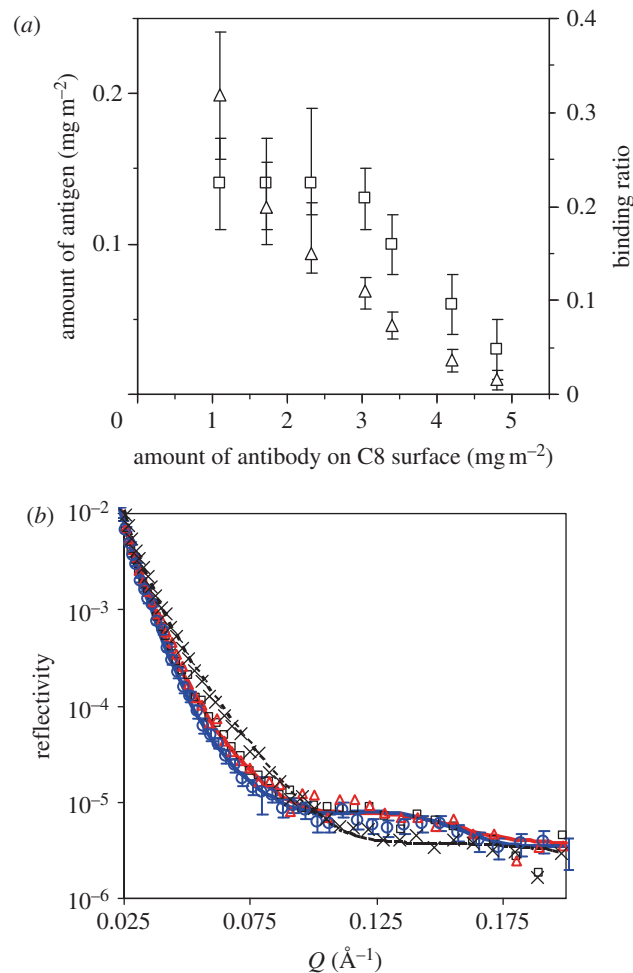 (a)
0.4
0.2
0.3
0.2
0.1
0.1
0
0 1 2 3 4 5
amount of antigen (mg m⁻²)
binding ratio
amount of antibody on C8 surface (mg m⁻²)
(b)
10⁻²
10⁻³
10⁻⁴
10⁻⁵
10⁻⁶
reflectivity
0.025 0.075 0.125 0.175
Q (Å⁻¹)